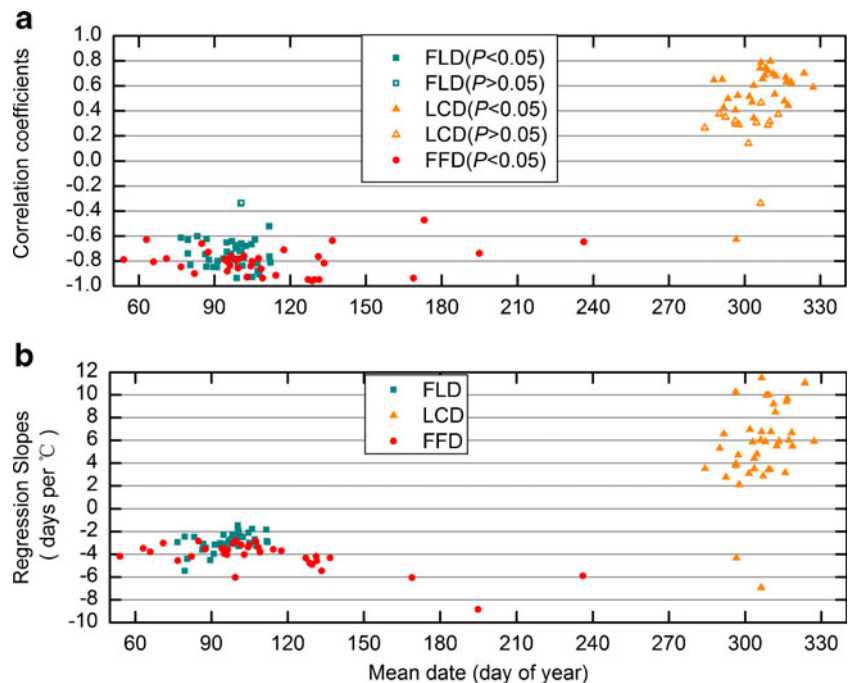 a
Correlation coefficients
1.0
0.8
0.6
0.4
0.2
0.0
-0.2
-0.4
-0.6
-0.8
-1.0
FLD(P<0.05)
FLD(P>0.05)
LCD(P<0.05)
LCD(P>0.05)
FFD(P<0.05)
60 90 120 150 180 210 240 270 300 330
b
Regression Slopes
( days per ℃)
12
10
8
6
4
2
0
-2
-4
-6
-8
-10
FLD
LCD
FFD
60 90 120 150 180 210 240 270 300 330
Mean date (day of year)